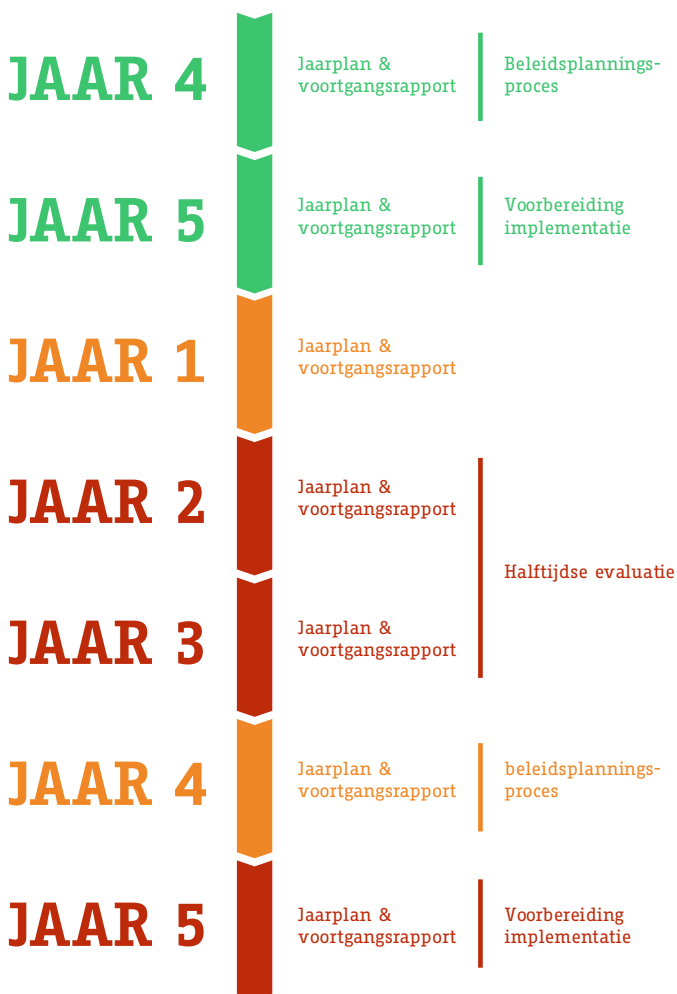 JAAR 4
Jaarplan &
voortgangsrapport
Beleidsplannings-
proces
JAAR 5
Jaarplan &
voortgangsrapport
Voorbereiding
implementatie
JAAR 1
Jaarplan &
voortgangsrapport
JAAR 2
Jaarplan &
voortgangsrapport
Halftijdse evaluatie
JAAR 3
Jaarplan &
voortgangsrapport
JAAR 4
Jaarplan &
voortgangsrapport
beleidsplannings-
proces
JAAR 5
Jaarplan &
voortgangsrapport
Voorbereiding
implementatie